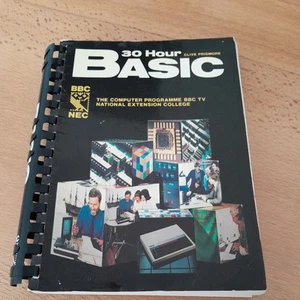 30 Hour
CLIVE PRIGMORE
BASIC
BBC
NEC
THE COMPUTER PROGRAMME BBC TV
NATIONAL EXTENSION COLLEGE